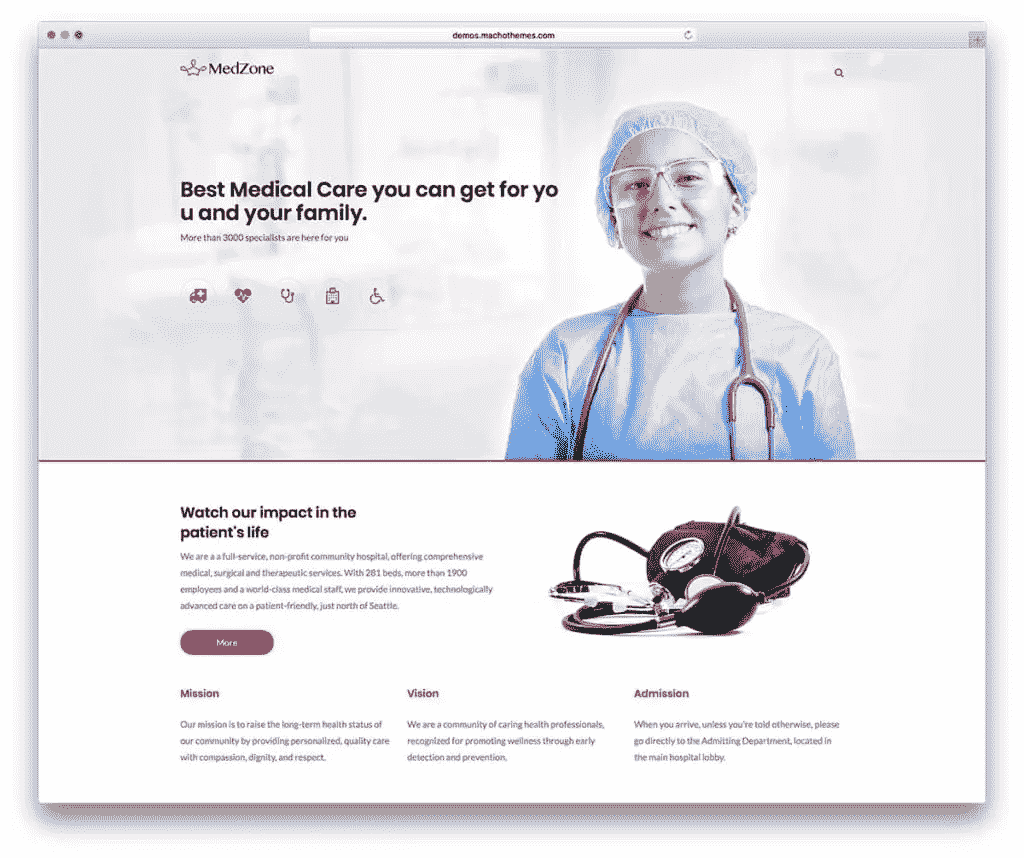 demos.machothemes.com
MedZone
Best Medical Care you can get for yo
u and your family.
More than 3000 specialists are here for you
Watch our impact in the
patient's life
We are a a full-service, non-profit community hospital, offering comprehensive
medical, surgical and therapeutic services. With 281 beds, more than 1900
employees and a world-class medical staff, we provide innovative, technologically
advanced care on a patient-friendly, just north of Seattle.
More
Mission
Our mission is to raise the long-term health status of
our community by providing personalized, quality care
with compassion, dignity, and respect.
Vision
We are a community of caring health professionals,
recognized for promoting wellness through early
detection and prevention.
Admission
When you arrive, unless you're told otherwise, please
go directly to the Admitting Department, located in
the main hospital lobby.